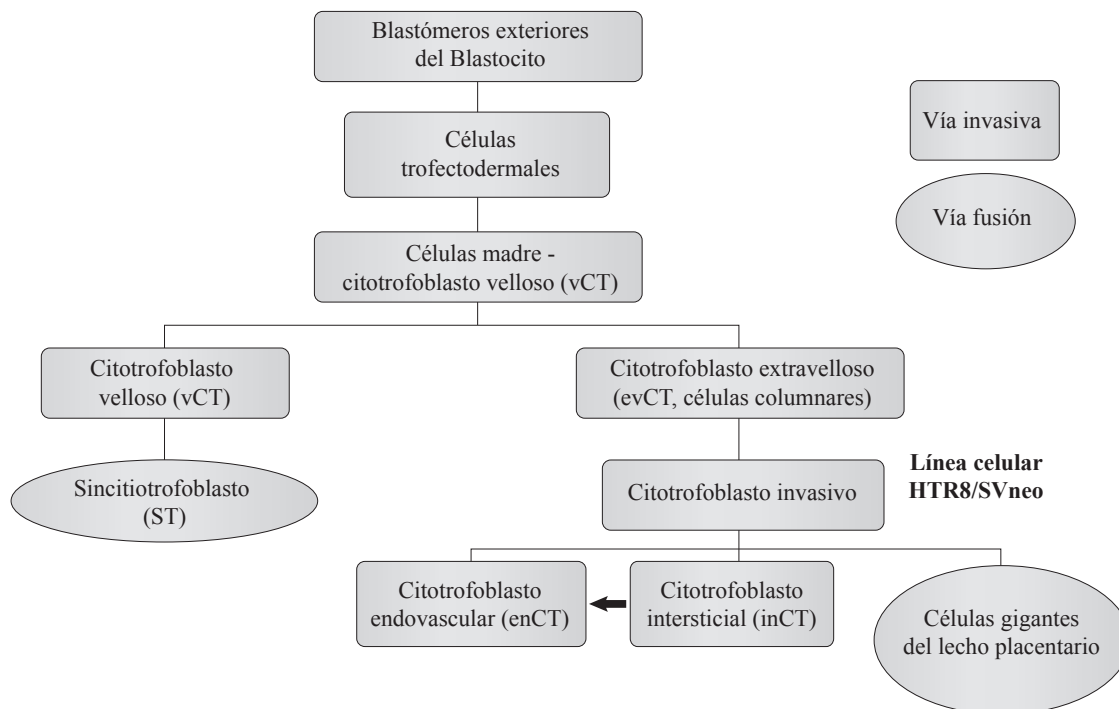 Blastómeros exteriores
del Blastocito
Células
trofectodermales
Vía invasiva
Vía fusión
Células madre -
citotrofoblasto velloso (vCT)
Citotrofoblasto
velloso (vCT)
Citotrofoblasto extravelloso
(evCT, células columnares)
Sincitiotrofoblasto
(ST)
Citotrofoblasto invasivo
Línea celular
HTR8/SVneo
Citotrofoblasto
endovascular (enCT)
Citotrofoblasto
intersticial (inCT)
Células gigantes
del lecho placentario